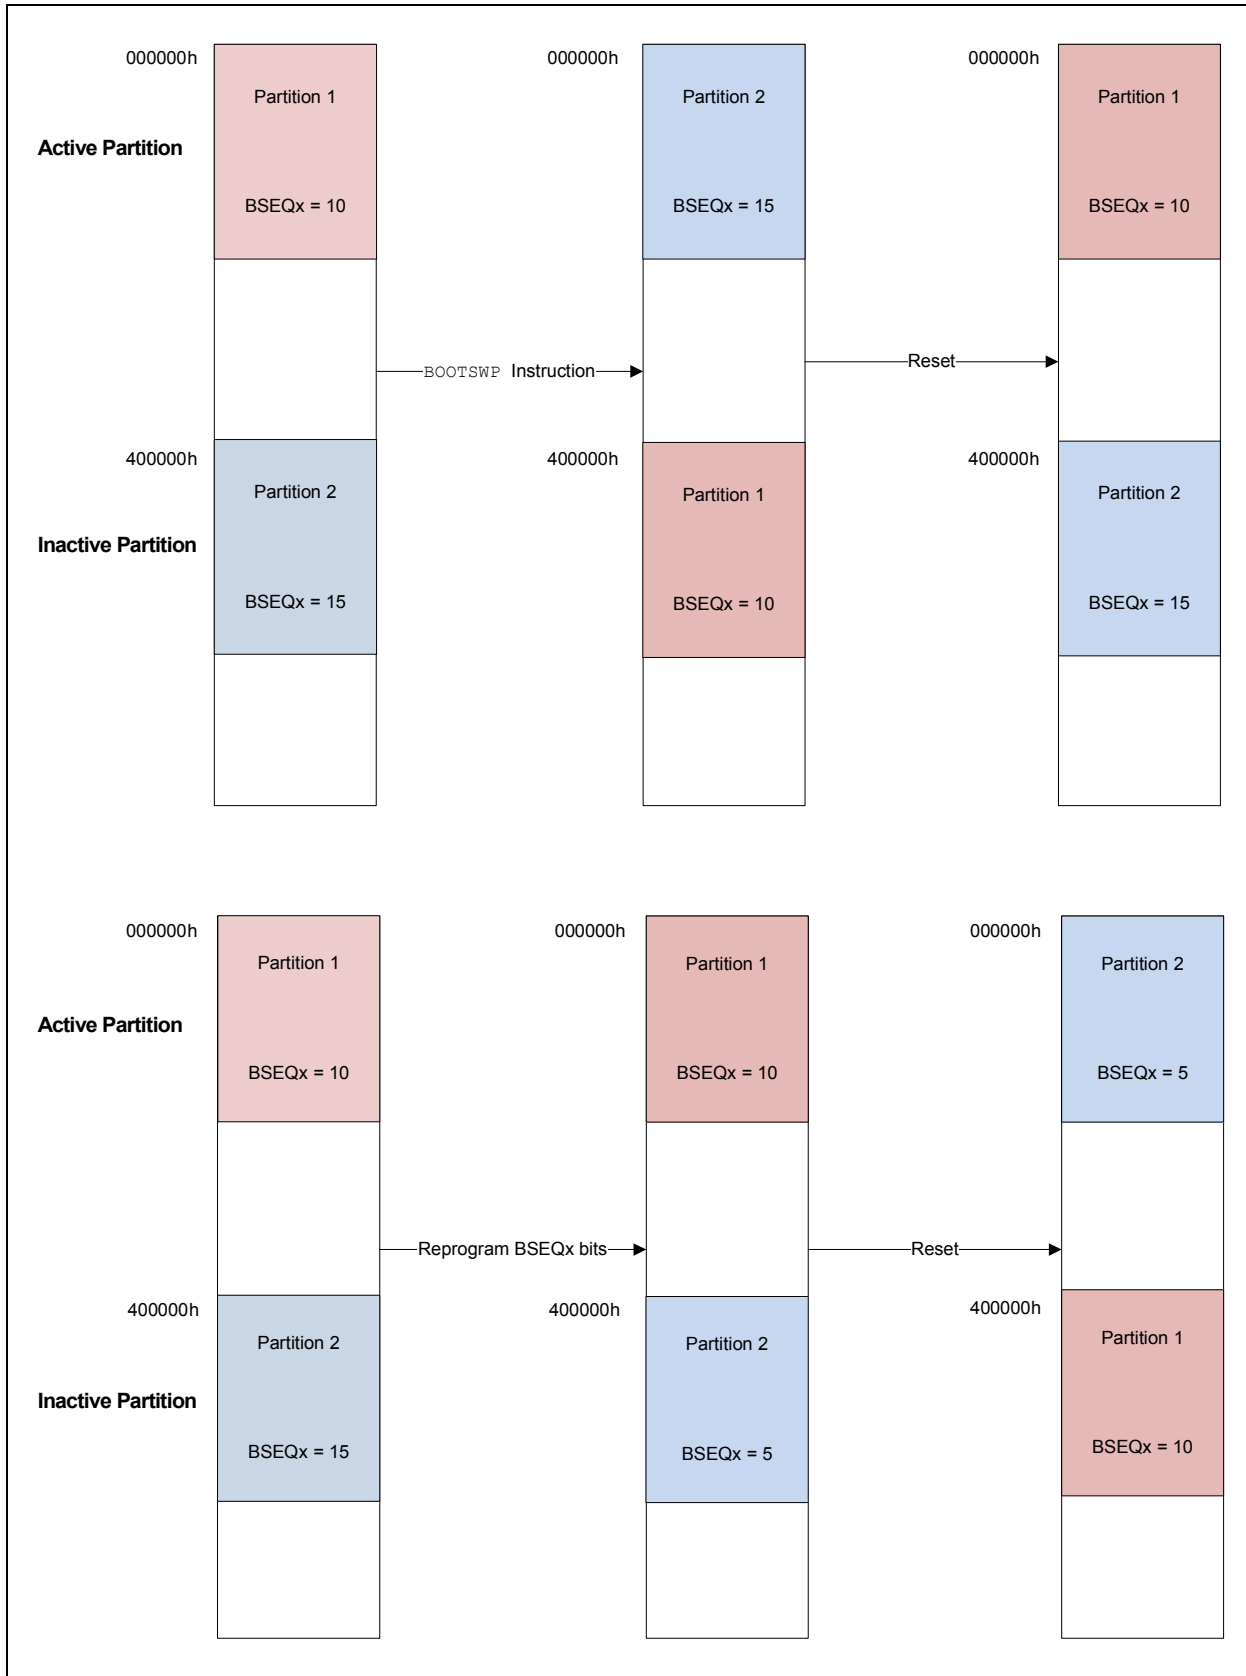 000000h 000000h 000000h
Partition 1 Partition 2 Partition 1
Active Partition
BSEQx = 10 BSEQx = 15 BSEQx = 10
BOOTSWP Instruction Reset
400000h 400000h 400000h
Partition 2 Partition 1 Partition 2
Inactive Partition
BSEQx = 15 BSEQx = 10 BSEQx = 15
000000h 000000h 000000h
Partition 1 Partition 1 Partition 2
Active Partition
BSEQx = 10 BSEQx = 10 BSEQx = 5
Reprogram BSEQx bits Reset
400000h 400000h 400000h
Partition 2 Partition 2 Partition 1
Inactive Partition
BSEQx = 15 BSEQx = 5 BSEQx = 10